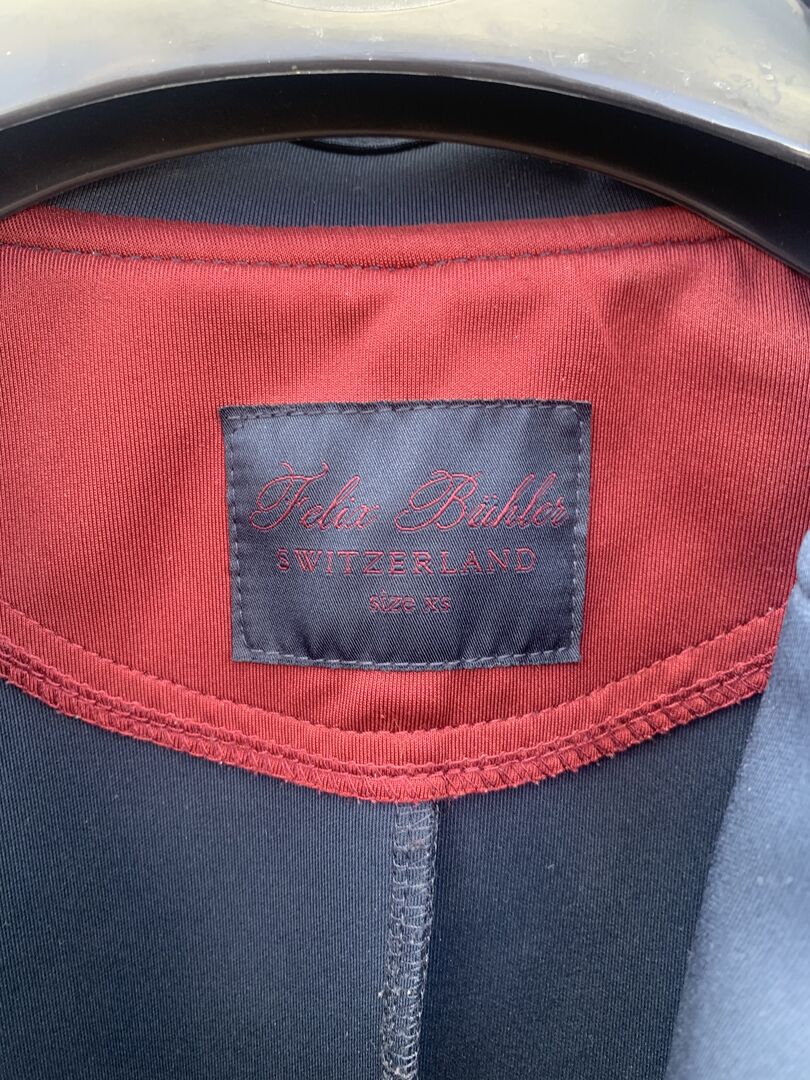 Felix Bühler
SWITZERLAND
size xs